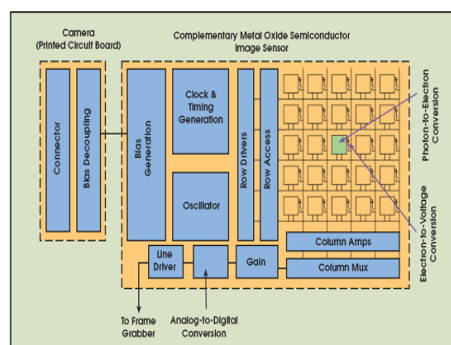 Camera
(Printed Circuit Board)
Complementary Metal Oxide Semiconductor
Image Sensor
Connector
Bias Decoupling
Bias
Generation
Clock &
Timing
Generation
Oscillator
Row Drivers
Row Access
Photon-to-Electron
Conversion
Electron-to-Voltage
Conversion
Line
Driver
Gain
Column Amps
Column Mux
To Frame
Grabber
Analog-to-Digital
Conversion